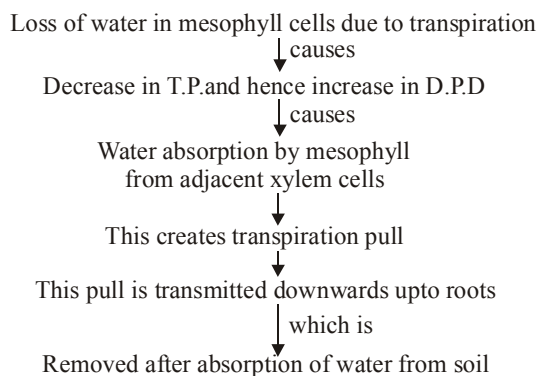 Loss of water in mesophyll cells due to transpiration
causes
Decrease in T.P.and hence increase in D.P.D
causes
Water absorption by mesophyll
from adjacent xylem cells
This creates transpiration pull
This pull is transmitted downwards upto roots
which is
Removed after absorption of water from soil